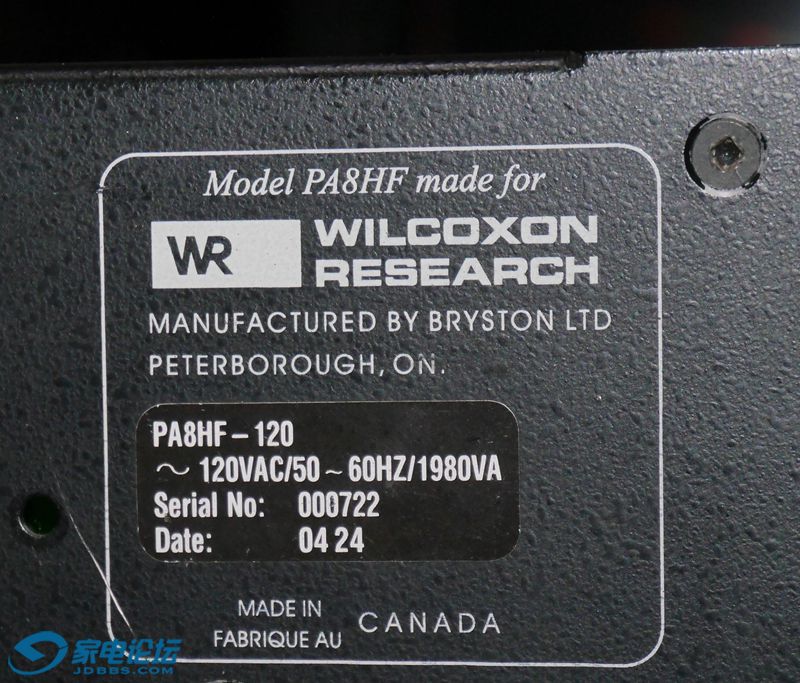 Model PA8HF made for
WR WILCOXON
RESEARCH
MANUFACTURED BY BRYSTON LTD
PETERBOROUGH, ON.
PA8HF – 120
～ 120VAC/50 ~ 60HZ/1980VA
Serial No: 000722
Date: 04 24
MADE IN
FABRIQUE AU CANADA
家电论坛
JDBBS.COM